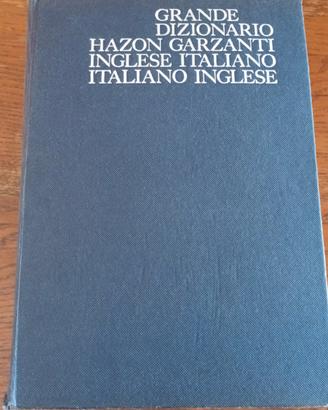 GRANDE
DIZIONARIO
HAZON GARZANTI
INGLESE ITALIANO
ITALIANO INGLESE